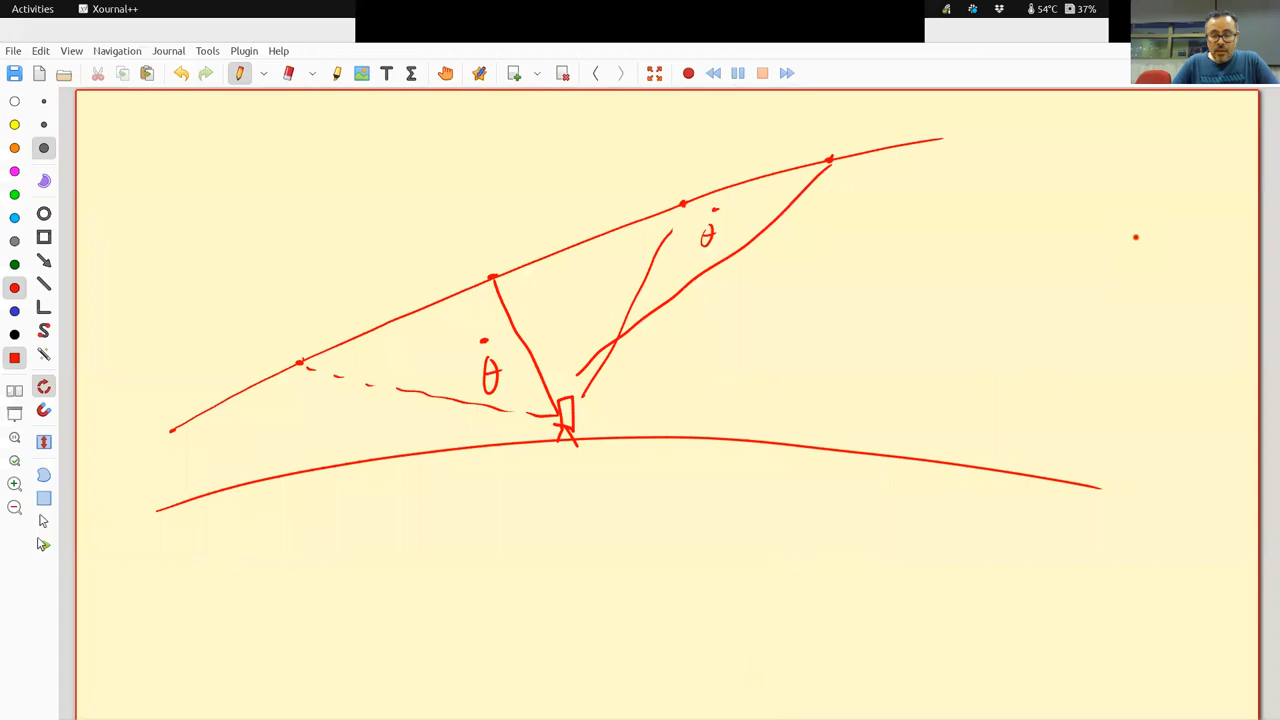 Activities Xournal++ 54°C 37%
File Edit View Navigation Journal Tools Plugin Help
θ̇
θ̇